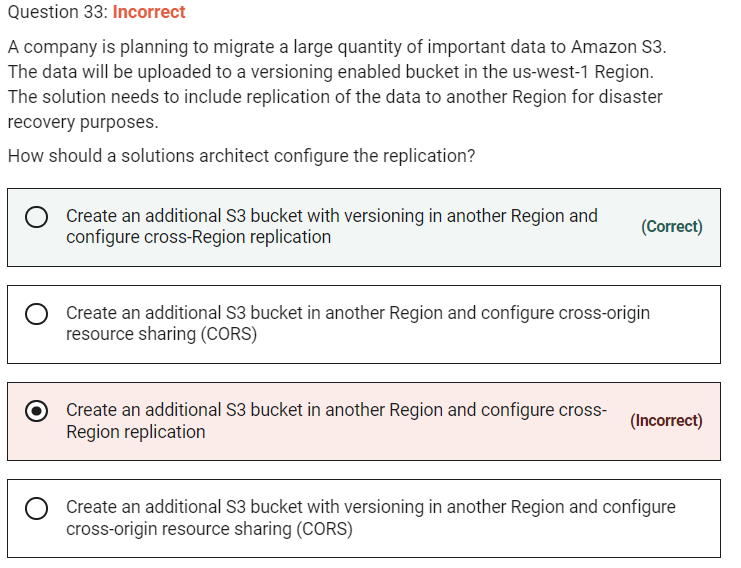 Question 33: Incorrect
A company is planning to migrate a large quantity of important data to Amazon S3.
The data will be uploaded to a versioning enabled bucket in the us-west-1 Region.
The solution needs to include replication of the data to another Region for disaster
recovery purposes.
How should a solutions architect configure the replication?
Create an additional S3 bucket with versioning in another Region and
configure cross-Region replication
(Correct)
Create an additional S3 bucket in another Region and configure cross-origin
resource sharing (CORS)
Create an additional S3 bucket in another Region and configure cross-
Region replication
(Incorrect)
Create an additional S3 bucket with versioning in another Region and configure
cross-origin resource sharing (CORS)